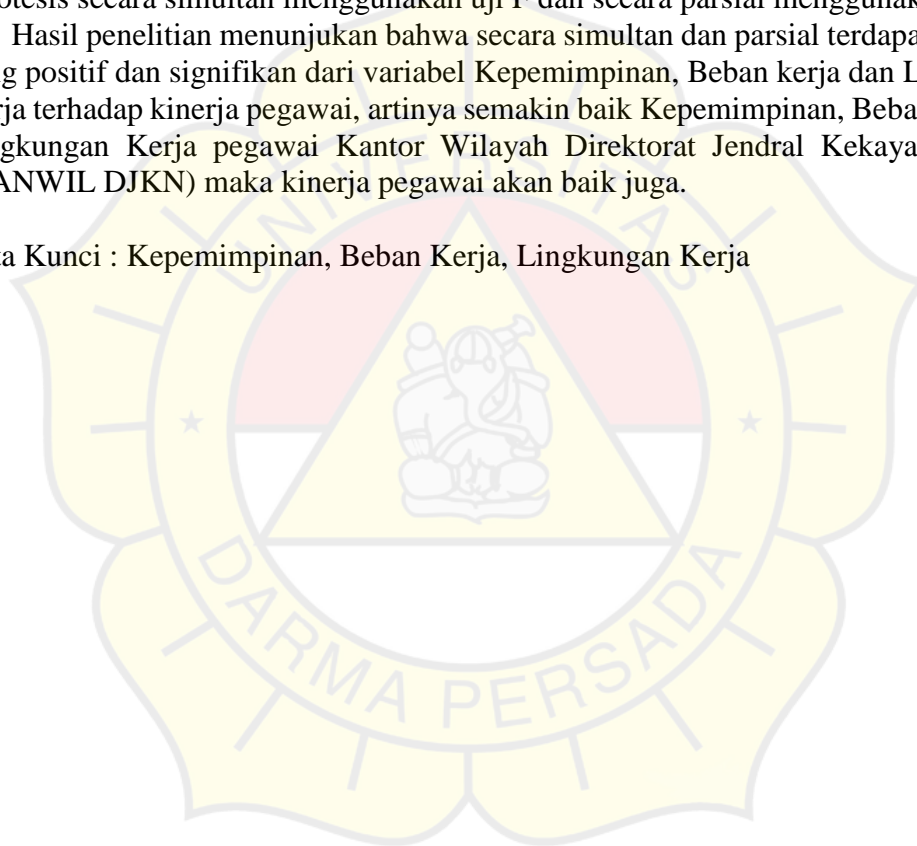 otesis secara simultan menggunakan uji F dan secara parsial menggunak
Hasil penelitian menunjukan bahwa secara simultan dan parsial terdapa
g positif dan signifikan dari variabel Kepemimpinan, Beban kerja dan L
rja terhadap kinerja pegawai, artinya semakin baik Kepemimpinan, Beba
gkungan Kerja pegawai Kantor Wilayah Direktorat Jendral Kekaya
ANWIL DJKN) maka kinerja pegawai akan baik juga.
ta Kunci : Kepemimpinan, Beban Kerja, Lingkungan Kerja
UNIVERSITAS
DARMA PERSADA